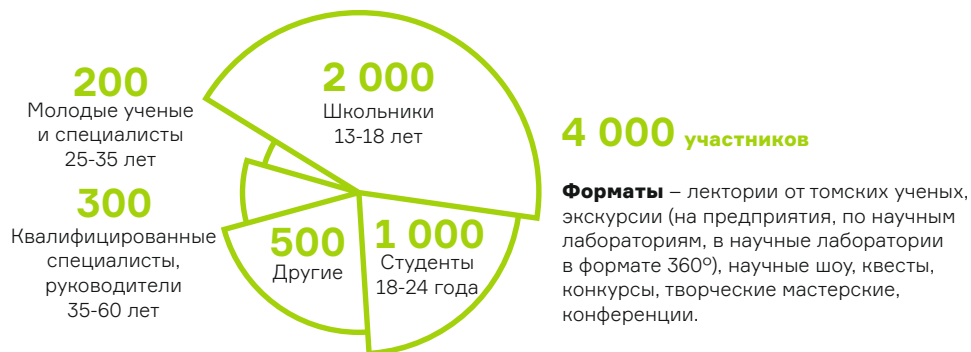 200
Молодые ученые
и специалисты
25-35 лет
300
Квалифицированные
специалисты,
руководители
35-60 лет
2 000
Школьники
13-18 лет
500
Другие
1 000
Студенты
18-24 года
4 000 участников
Форматы – лектории от томских ученых,
экскурсии (на предприятия, по научным
лабораториям, в научные лаборатории
в формате 360º), научные шоу, квесты,
конкурсы, творческие мастерские,
конференции.